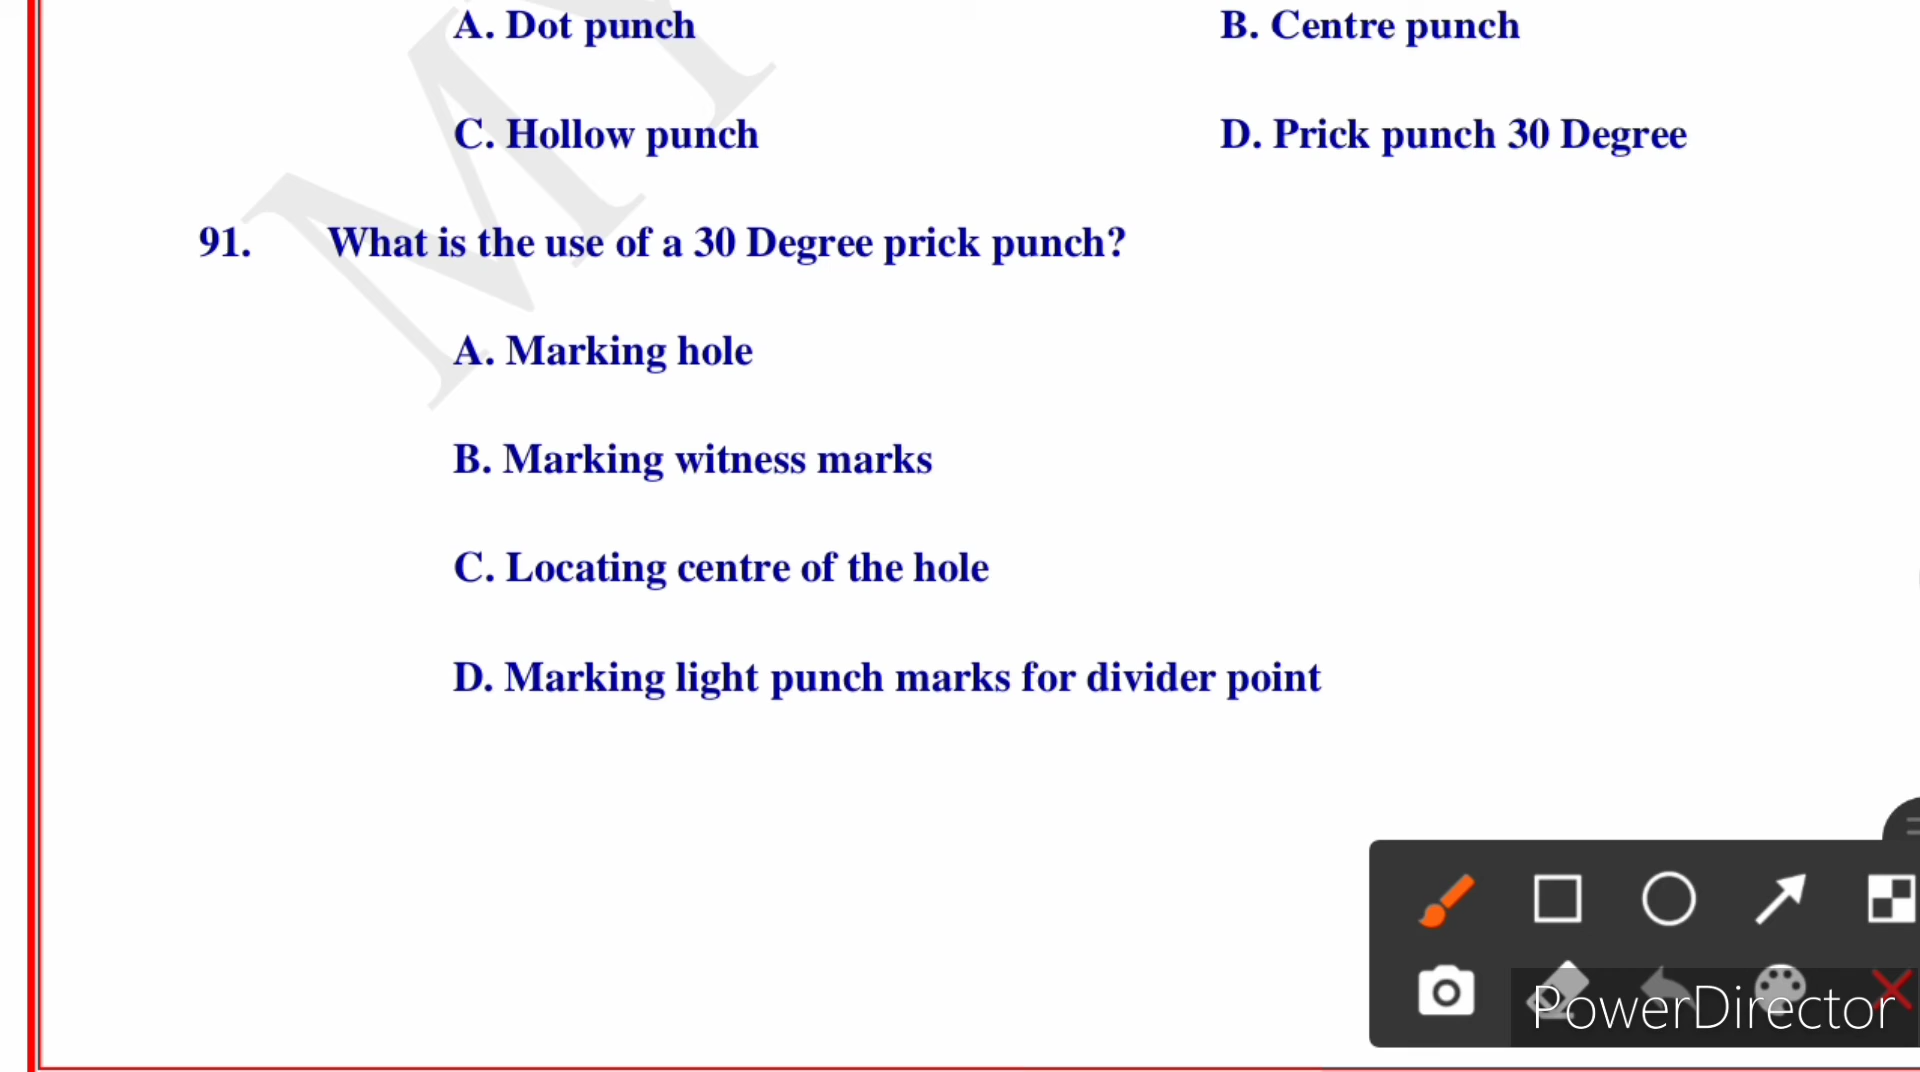 A. Dot punch
B. Centre punch
C. Hollow punch
D. Prick punch 30 Degree
91. What is the use of a 30 Degree prick punch?
A. Marking hole
B. Marking witness marks
C. Locating centre of the hole
D. Marking light punch marks for divider point
PowerDirector